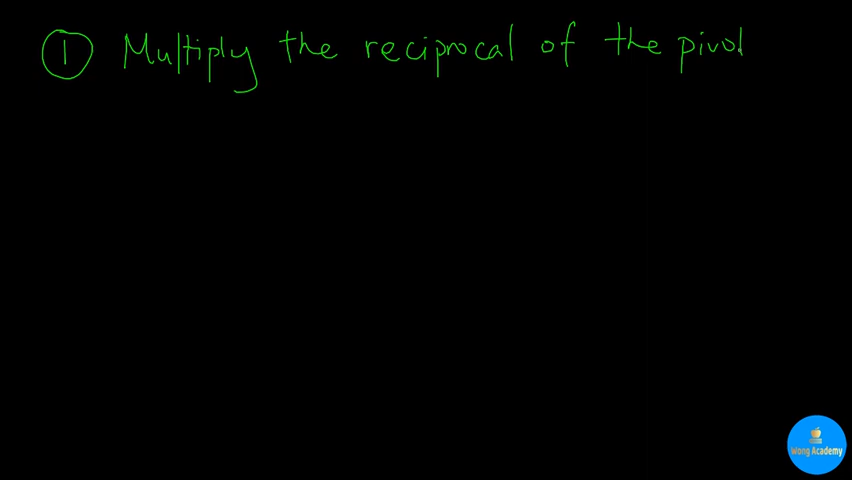 ① Multiply the reciprocal of the pivot
Wong Academy